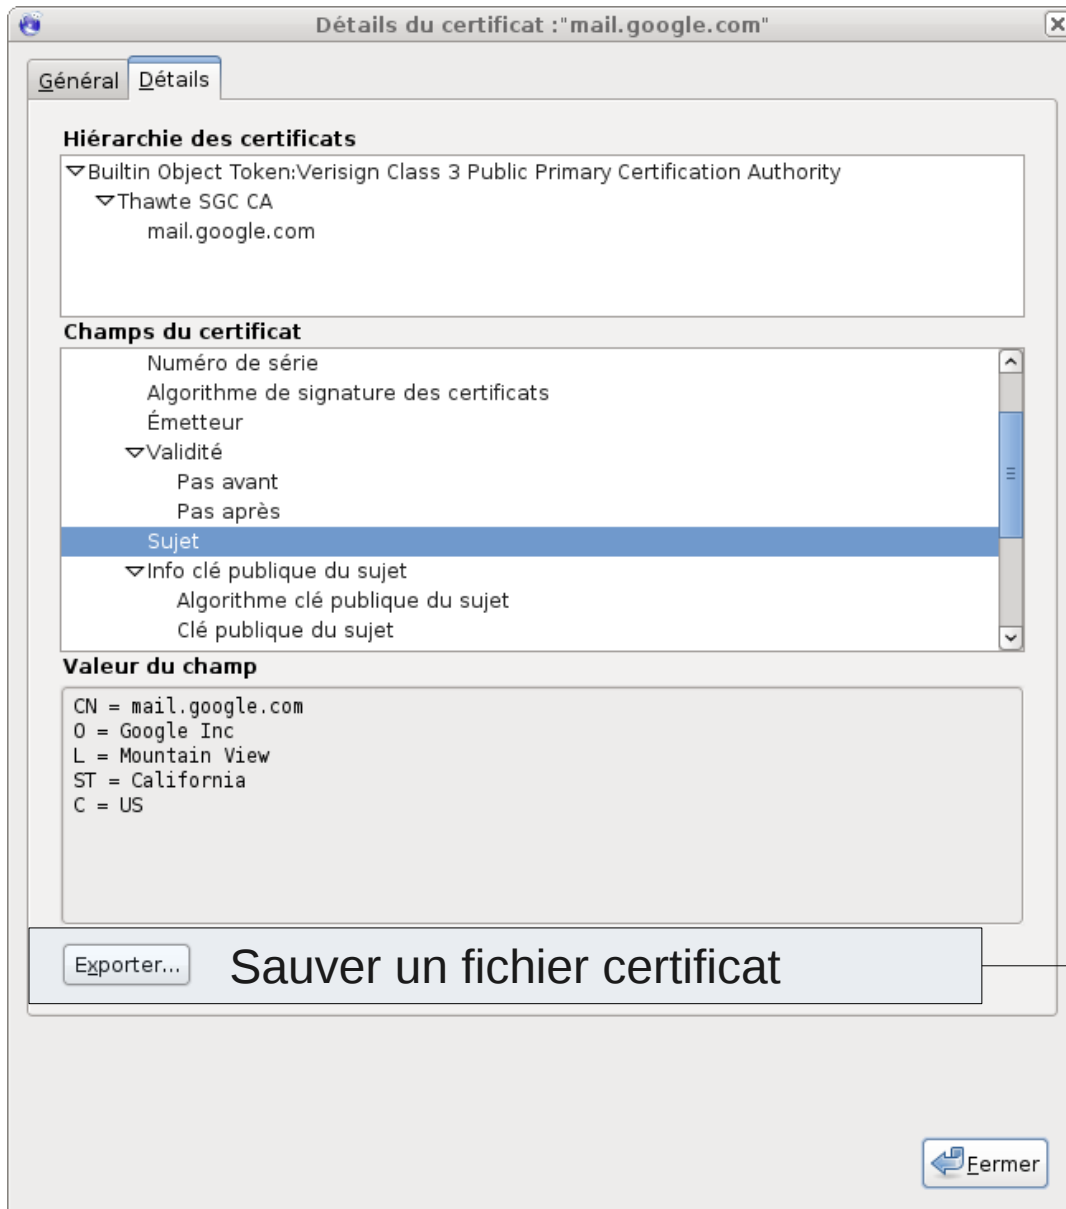 Détails du certificat :"mail.google.com"
Général Détails
Hiérarchie des certificats
Builtin Object Token:Verisign Class 3 Public Primary Certification Authority
Thawte SGC CA
mail.google.com
Champs du certificat
Numéro de série
Algorithme de signature des certificats
Émetteur
Validité
Pas avant
Pas après
Sujet
Info clé publique du sujet
Algorithme clé publique du sujet
Clé publique du sujet
Valeur du champ
CN = mail.google.com
O = Google Inc
L = Mountain View
ST = California
C = US
Exporter... Sauver un fichier certificat
Fermer